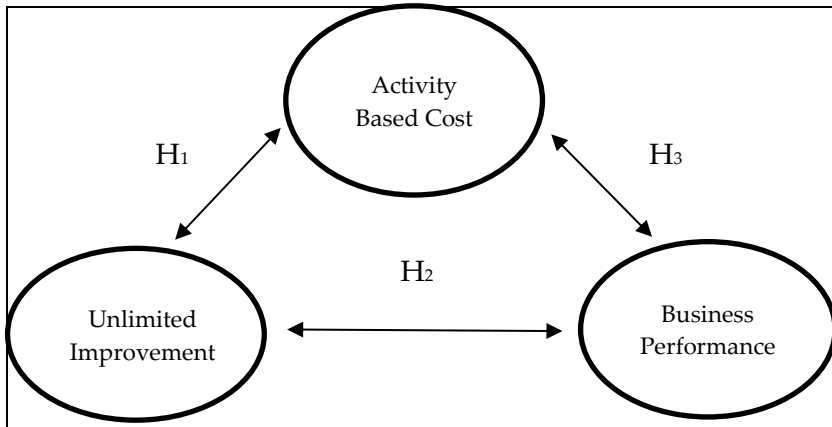 Activity
Based Cost
H1
H3
H2
Unlimited
Improvement
Business
Performance